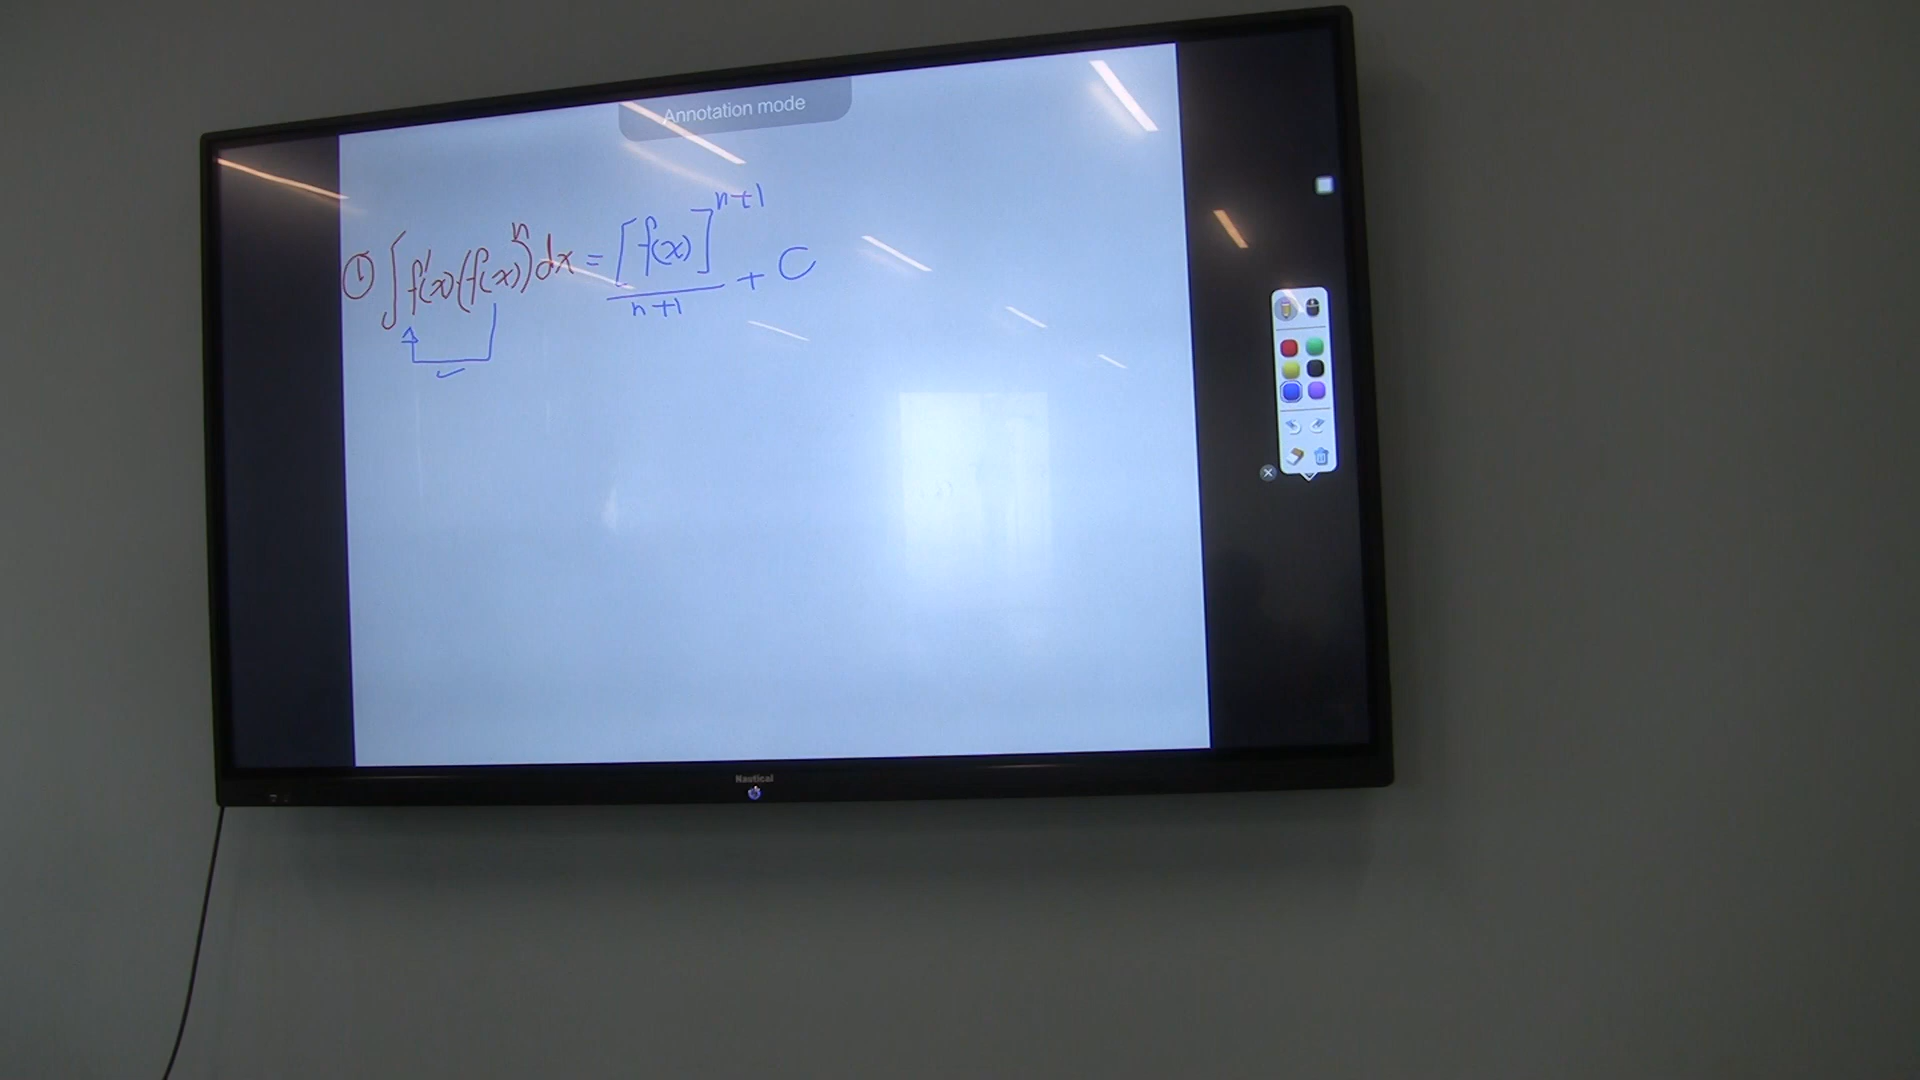 Annotation mode
① ∫ f'(x) (f(x))^n dx = [f(x)]^{n+1} / n+1 + C
Nautical